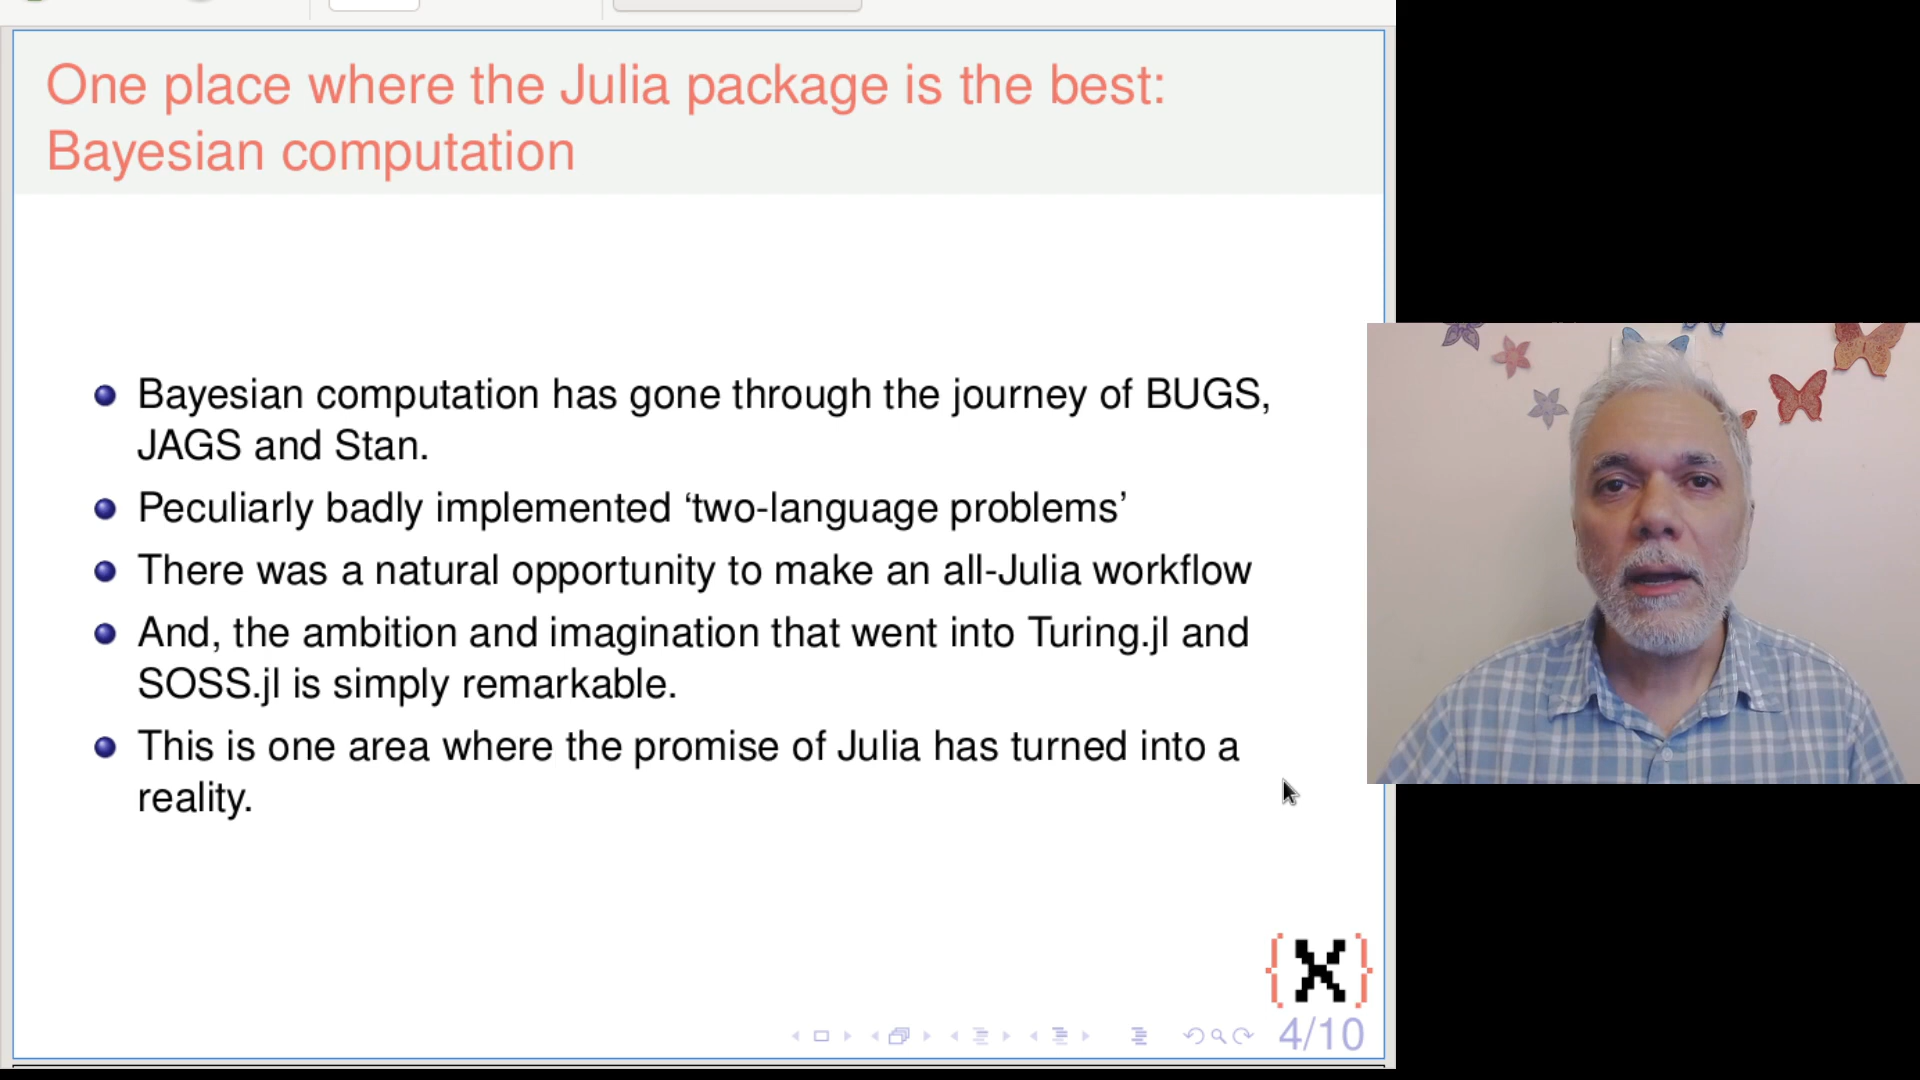 One place where the Julia package is the best:
Bayesian computation
Bayesian computation has gone through the journey of BUGS,
JAGS and Stan.
Peculiarly badly implemented ‘two-language problems’
There was a natural opportunity to make an all-Julia workflow
And, the ambition and imagination that went into Turing.jl and
SOSS.jl is simply remarkable.
This is one area where the promise of Julia has turned into a
reality.
{X}
4/10